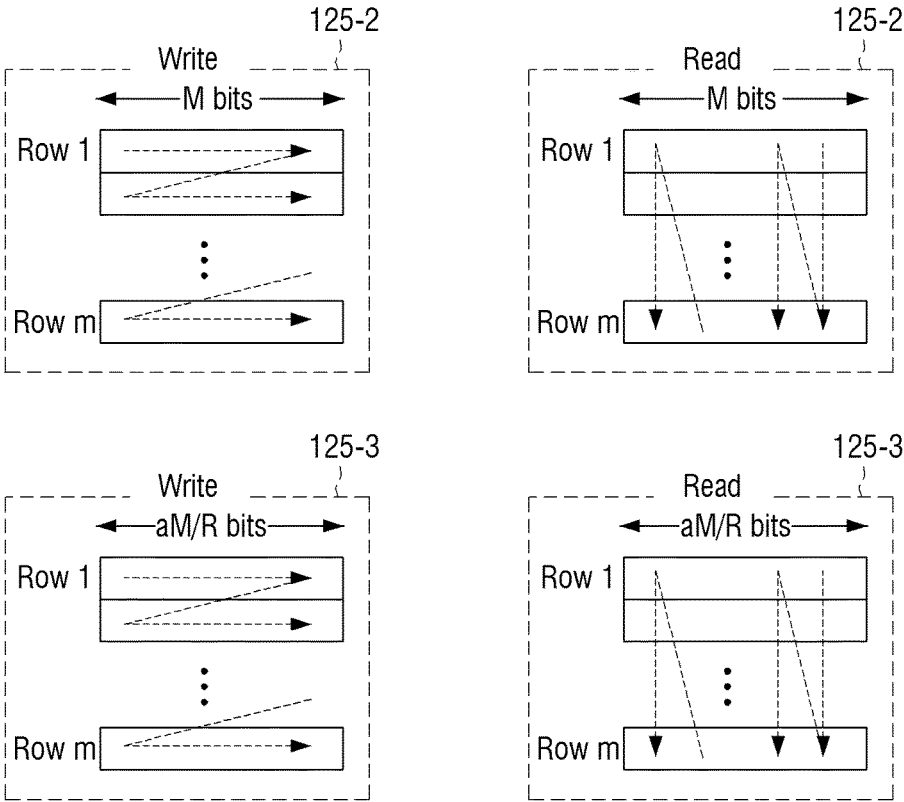 125-2
Write
M bits
Row 1
Row m
125-2
Read
M bits
Row 1
Row m
125-3
Write
aM/R bits
Row 1
Row m
125-3
Read
aM/R bits
Row 1
Row m